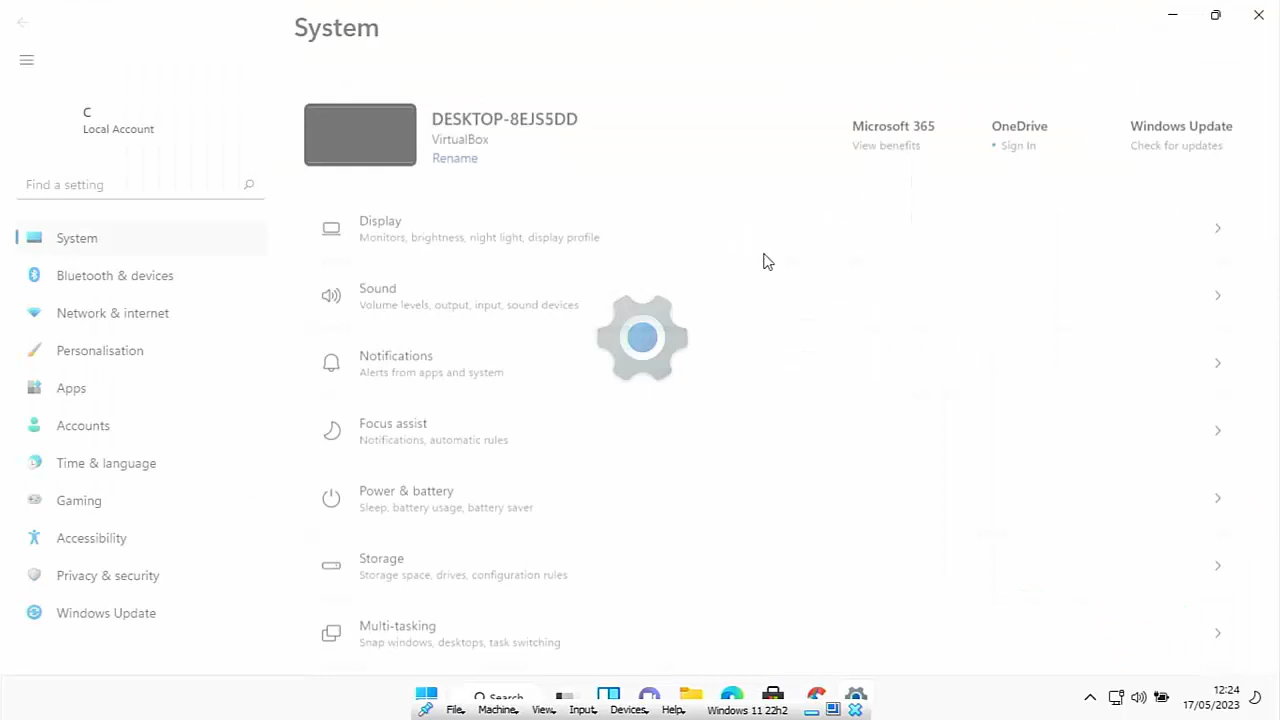 System
C
Local Account
Find a setting
System
Bluetooth & devices
Network & internet
Personalisation
Apps
Accounts
Time & language
Gaming
Accessibility
Privacy & security
Windows Update
DESKTOP-8EJS5DD
VirtualBox
Rename
Microsoft 365
View benefits
OneDrive
• Sign In
Windows Update
Check for updates
Display
Monitors, brightness, night light, display profile
Sound
Volume levels, output, input, sound devices
Notifications
Alerts from apps and system
Focus assist
Notifications, automatic rules
Power & battery
Sleep, battery usage, battery saver
Storage
Storage space, drives, configuration rules
Multi-tasking
Snap windows, desktops, task switching
Search
File Machine View Input Devices Help Windows 11 22h2
12:24
17/05/2023